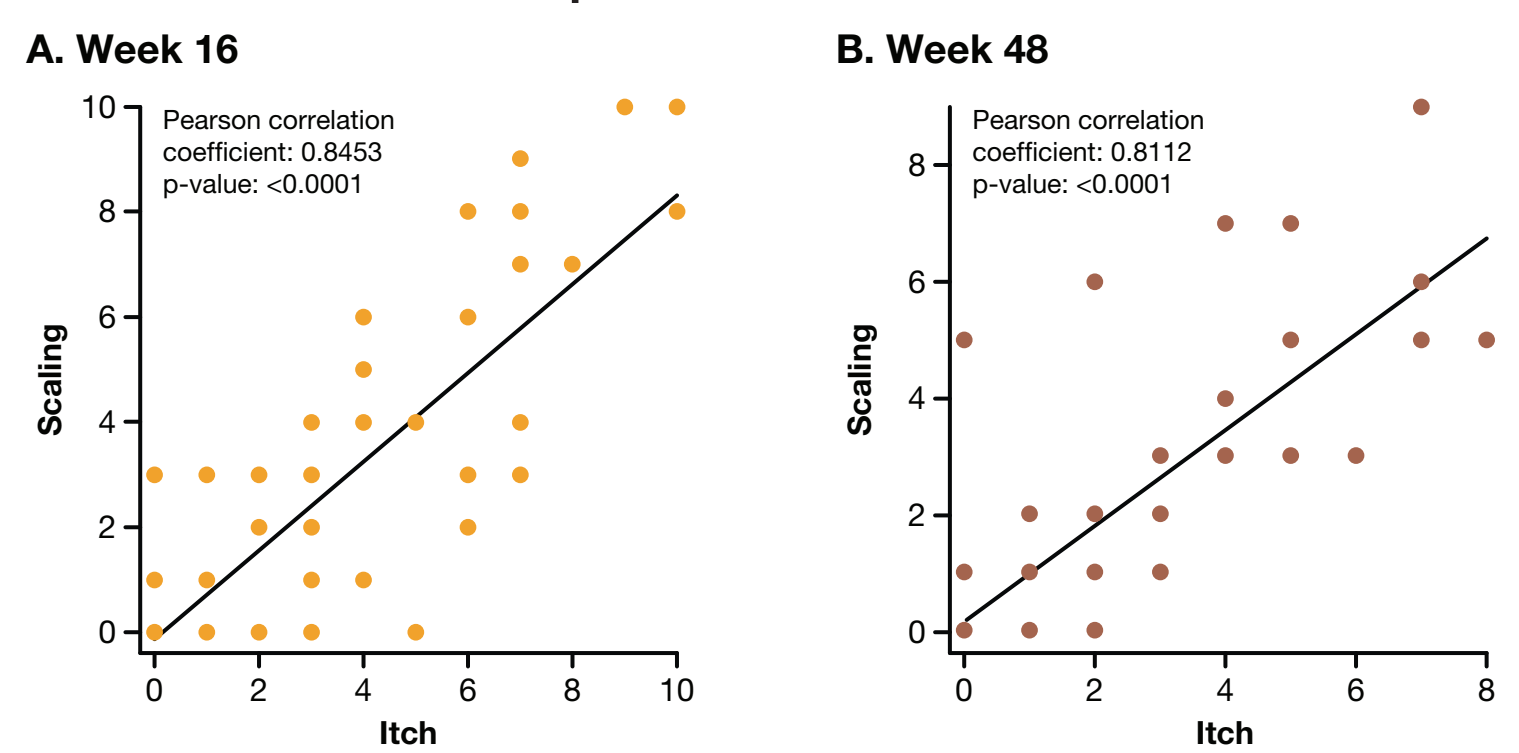 A. Week 16
Pearson correlation
coefficient: 0.8453
p-value: <0.0001
10
8
6
4
2
0
Scaling
0 2 4 6 8 10
Itch
B. Week 48
Pearson correlation
coefficient: 0.8112
p-value: <0.0001
8
6
4
2
0
Scaling
0 2 4 6 8
Itch